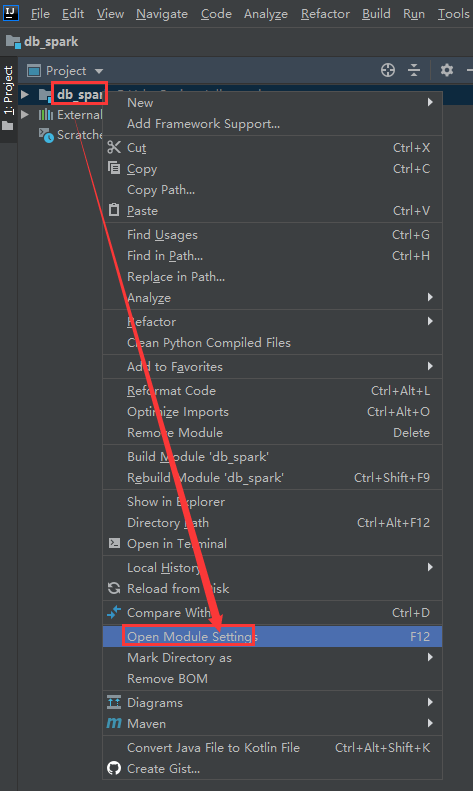 IJ File Edit View Navigate Code Analyze Refactor Build Run Tools
db_spark
1: Project
Project
db_spar
External
Scratche
New
Add Framework Support...
Cut Ctrl+X
Copy Ctrl+C
Copy Path...
Paste Ctrl+V
Find Usages Ctrl+G
Find in Path... Ctrl+H
Replace in Path...
Analyze
Refactor
Clean Python Compiled Files
Add to Favorites
Reformat Code Ctrl+Alt+L
Optimize Imports Ctrl+Alt+O
Remove Module Delete
Build Module 'db_spark'
Rebuild Module 'db_spark' Ctrl+Shift+F9
Show in Explorer
Directory Path Ctrl+Alt+F12
Open in Terminal
Local History
Reload from Disk
Compare With Ctrl+D
Open Module Settings F12
Mark Directory as
Remove BOM
Diagrams
m Maven
Convert Java File to Kotlin File Ctrl+Alt+Shift+K
Create Gist...